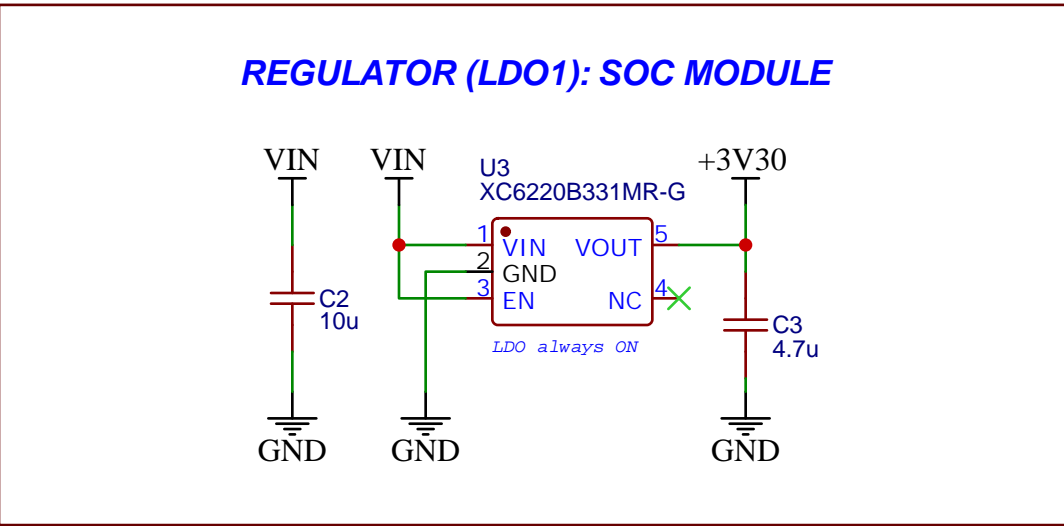 REGULATOR (LDO1): SOC MODULE
VIN
VIN
U3
XC6220B331MR-G
+3V30
1
VIN
VOUT
5
2
GND
3
EN
NC
4
LDO always ON
C2
10u
C3
4.7u
GND
GND
GND